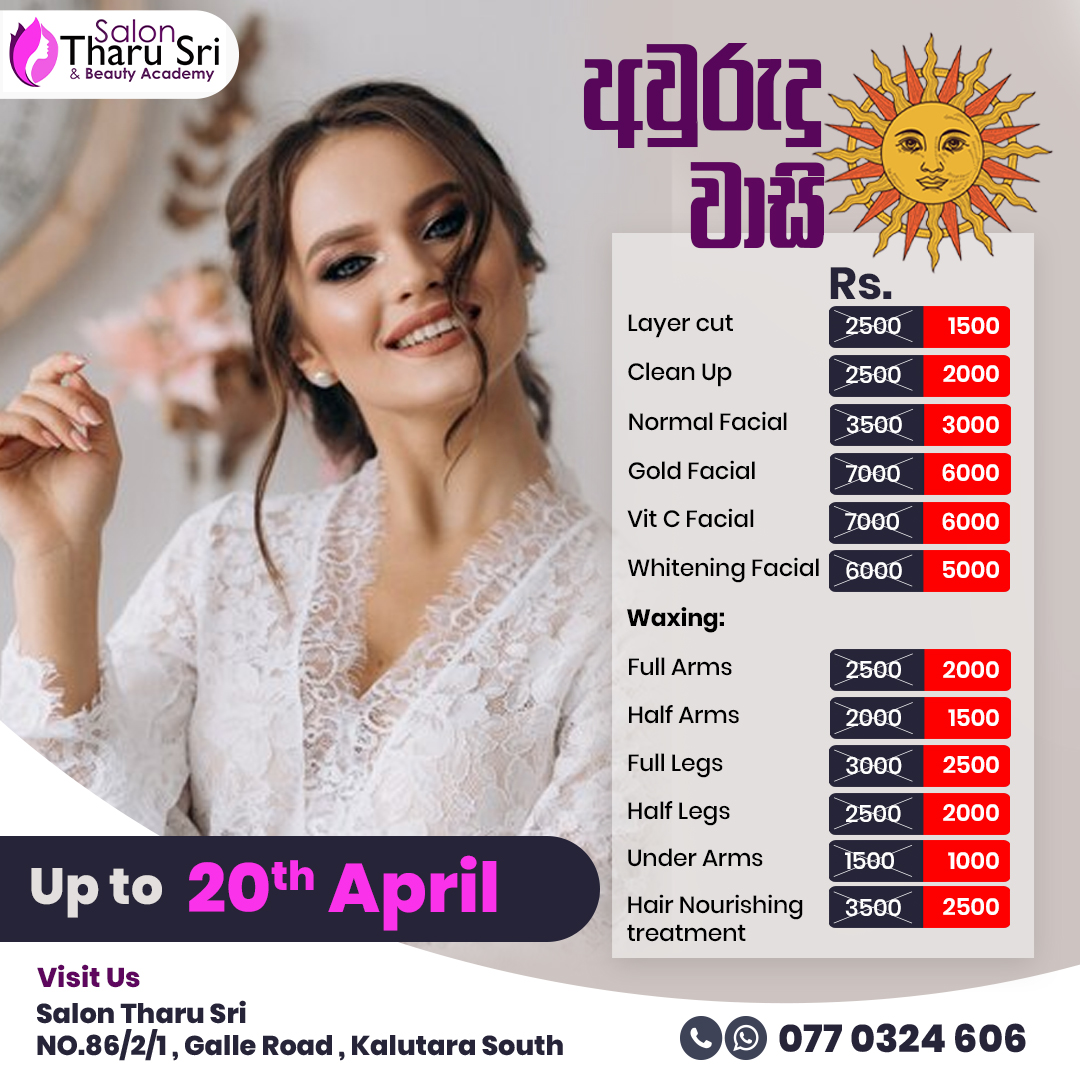 Salon
Tharu Sri
& Beauty Academy
අවුරුදු
වාසි
Rs.
Layer cut 2500 1500
Clean Up 2500 2000
Normal Facial 3500 3000
Gold Facial 7000 6000
Vit C Facial 7000 6000
Whitening Facial 6000 5000
Waxing:
Full Arms 2500 2000
Half Arms 2000 1500
Full Legs 3000 2500
Half Legs 2500 2000
Under Arms 1500 1000
Hair Nourishing 3500 2500
treatment
Up to 20th April
Visit Us
Salon Tharu Sri
NO.86/2/1 , Galle Road , Kalutara South
077 0324 606